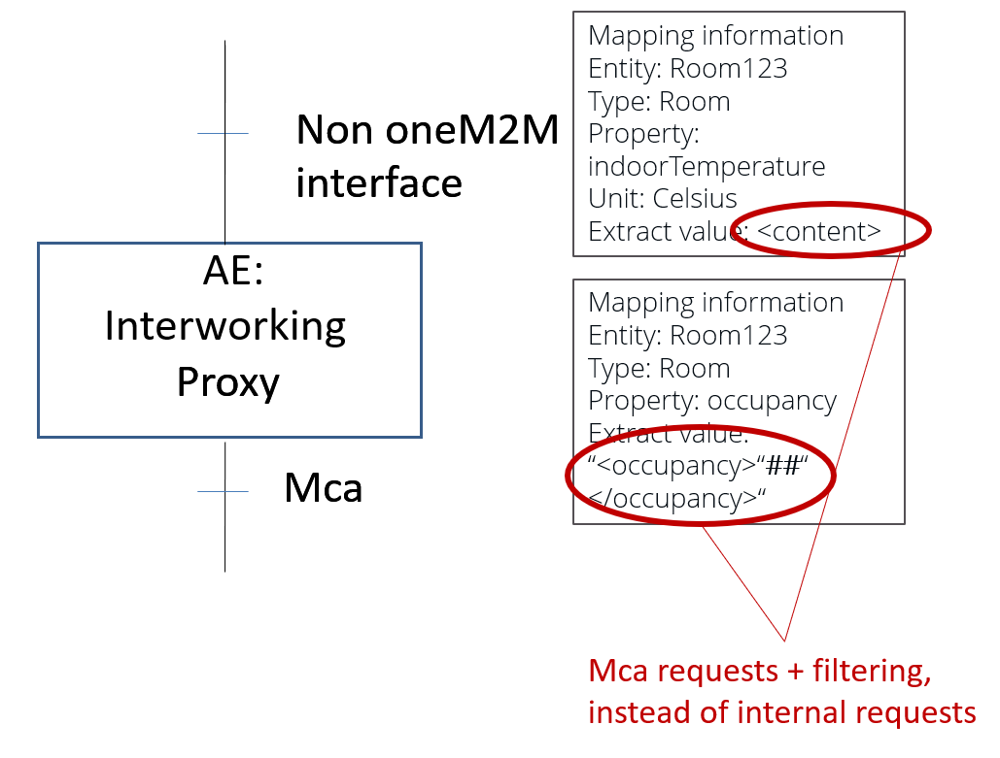 Non oneM2M
interface
AE:
Interworking
Proxy
Mca
Mapping information
Entity: Room123
Type: Room
Property:
indoorTemperature
Unit: Celsius
Extract value: <content>
Mapping information
Entity: Room123
Type: Room
Property: occupancy
Extract value:
“<occupancy>“##“
</occupancy>“
Mca requests + filtering,
instead of internal requests